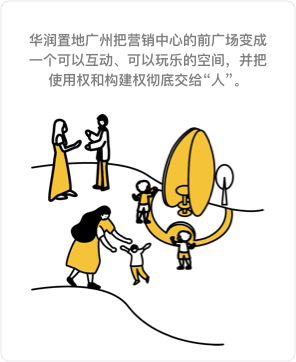 华润置地广州把营销中心的前广场变成
一个可以互动、可以玩乐的空间，并把
使用权和构建权彻底交给“人”。